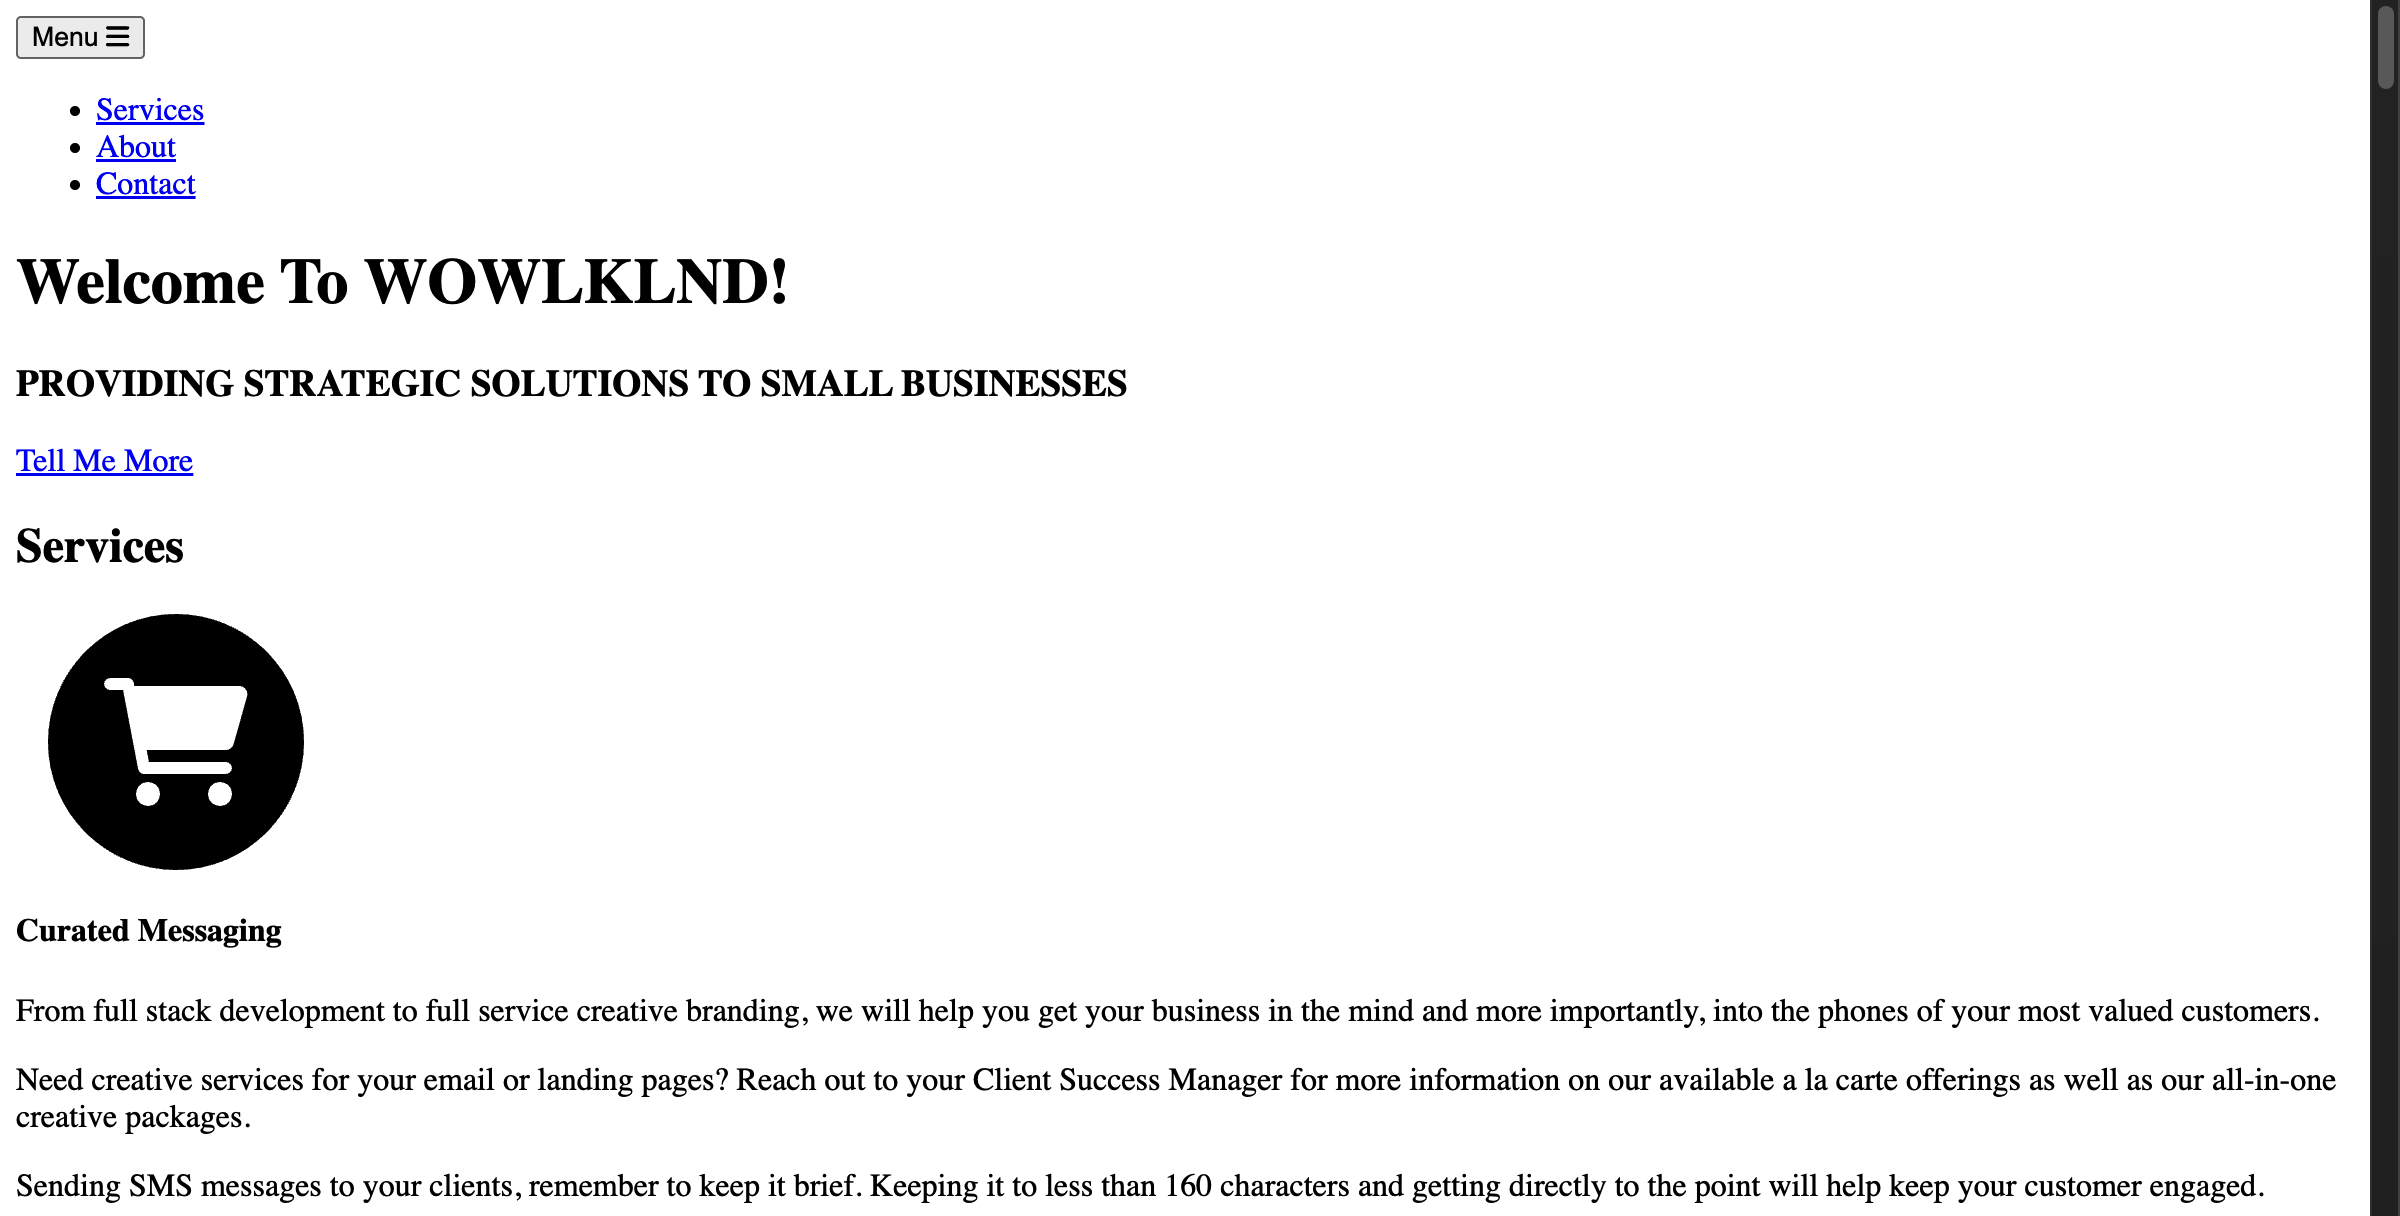 Menu
Services
About
Contact
Welcome To WOWLKLND!
PROVIDING STRATEGIC SOLUTIONS TO SMALL BUSINESSES
Tell Me More
Services
Curated Messaging
From full stack development to full service creative branding, we will help you get your business in the mind and more importantly, into the phones of your most valued customers.
Need creative services for your email or landing pages? Reach out to your Client Success Manager for more information on our available a la carte offerings as well as our all-in-one
creative packages.
Sending SMS messages to your clients, remember to keep it brief. Keeping it to less than 160 characters and getting directly to the point will help keep your customer engaged.